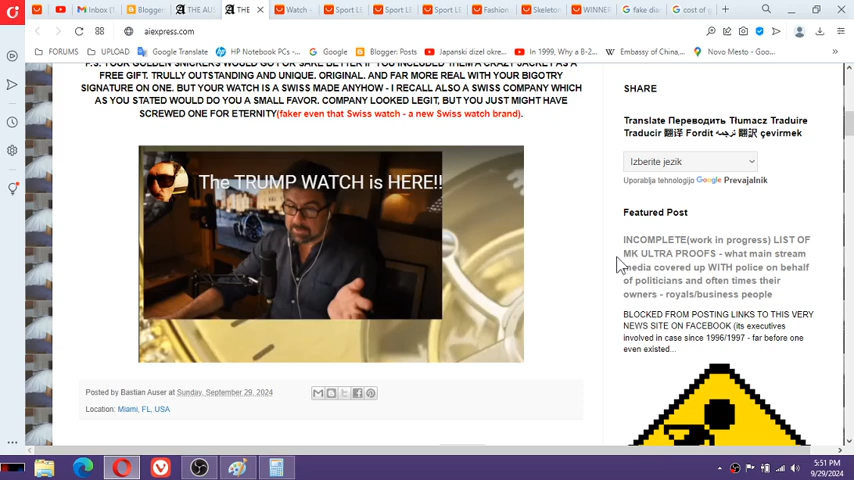 Inbox (
Blogger:
THE AUS
THE
Watch -
Sport LE
Sport LE
Sport LE
Fashion
Skeleton
WINNER
fake dia
cost of g
aiexpress.com
FORUMS
UPLOAD
Google Translate
HP Notebook PCs -...
Google
Blogger: Posts
Japanski dizel okre...
In 1999, Why a B-2...
Embassy of China,...
Novo Mesto - Goo...
FREE GIFT. TRULLY OUTSTANDING AND UNIQUE. ORIGINAL. AND FAR MORE REAL WITH YOUR BIGOTRY
SIGNATURE ON ONE. BUT YOUR WATCH IS A SWISS MADE ANYHOW - I RECALL ALSO A SWISS COMPANY WHICH
AS YOU STATED WOULD DO YOU A SMALL FAVOR. COMPANY LOOKED LEGIT, BUT YOU JUST MIGHT HAVE
SCREWED ONE FOR ETERNITY(faker even that Swiss watch - a new Swiss watch brand).
The TRUMP WATCH is HERE!!
Posted by Bastian Auser at Sunday, September 29, 2024
Location: Miami, FL, USA
SHARE
Translate Переводить Tłumacz Traduire
Traducir 翻译 Fordít ترجمه 翻訳 çevirmek
Izberite jezik
Uporablja tehnologijo Google Prevajalnik
Featured Post
INCOMPLETE(work in progress) LIST OF
MK ULTRA PROOFS - what main stream
media covered up WITH police on behalf
of politicians and often times their
owners - royals/business people
BLOCKED FROM POSTING LINKS TO THIS VERY
NEWS SITE ON FACEBOOK (its executives
involved in case since 1996/1997 - far before one
even existed...
5:51 PM
9/29/2024